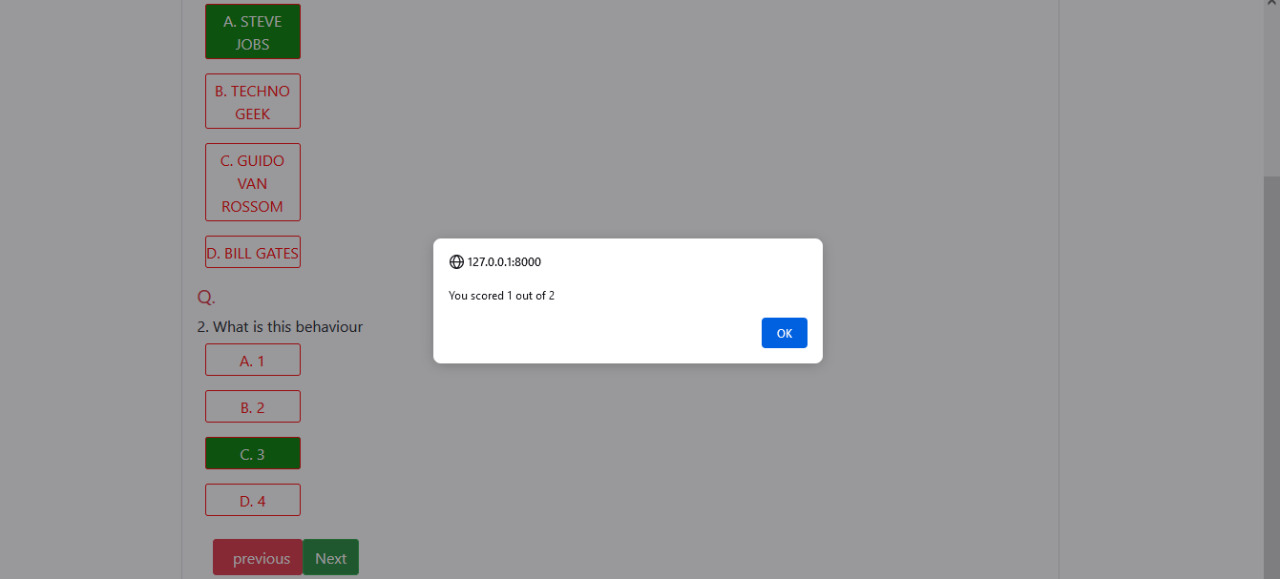 A. STEVE
JOBS
B. TECHNO
GEEK
C. GUIDO
VAN
ROSSOM
D. BILL GATES
Q.
2. What is this behaviour
A. 1
B. 2
C. 3
D. 4
previous
Next
127.0.0.1:8000
You scored 1 out of 2
OK